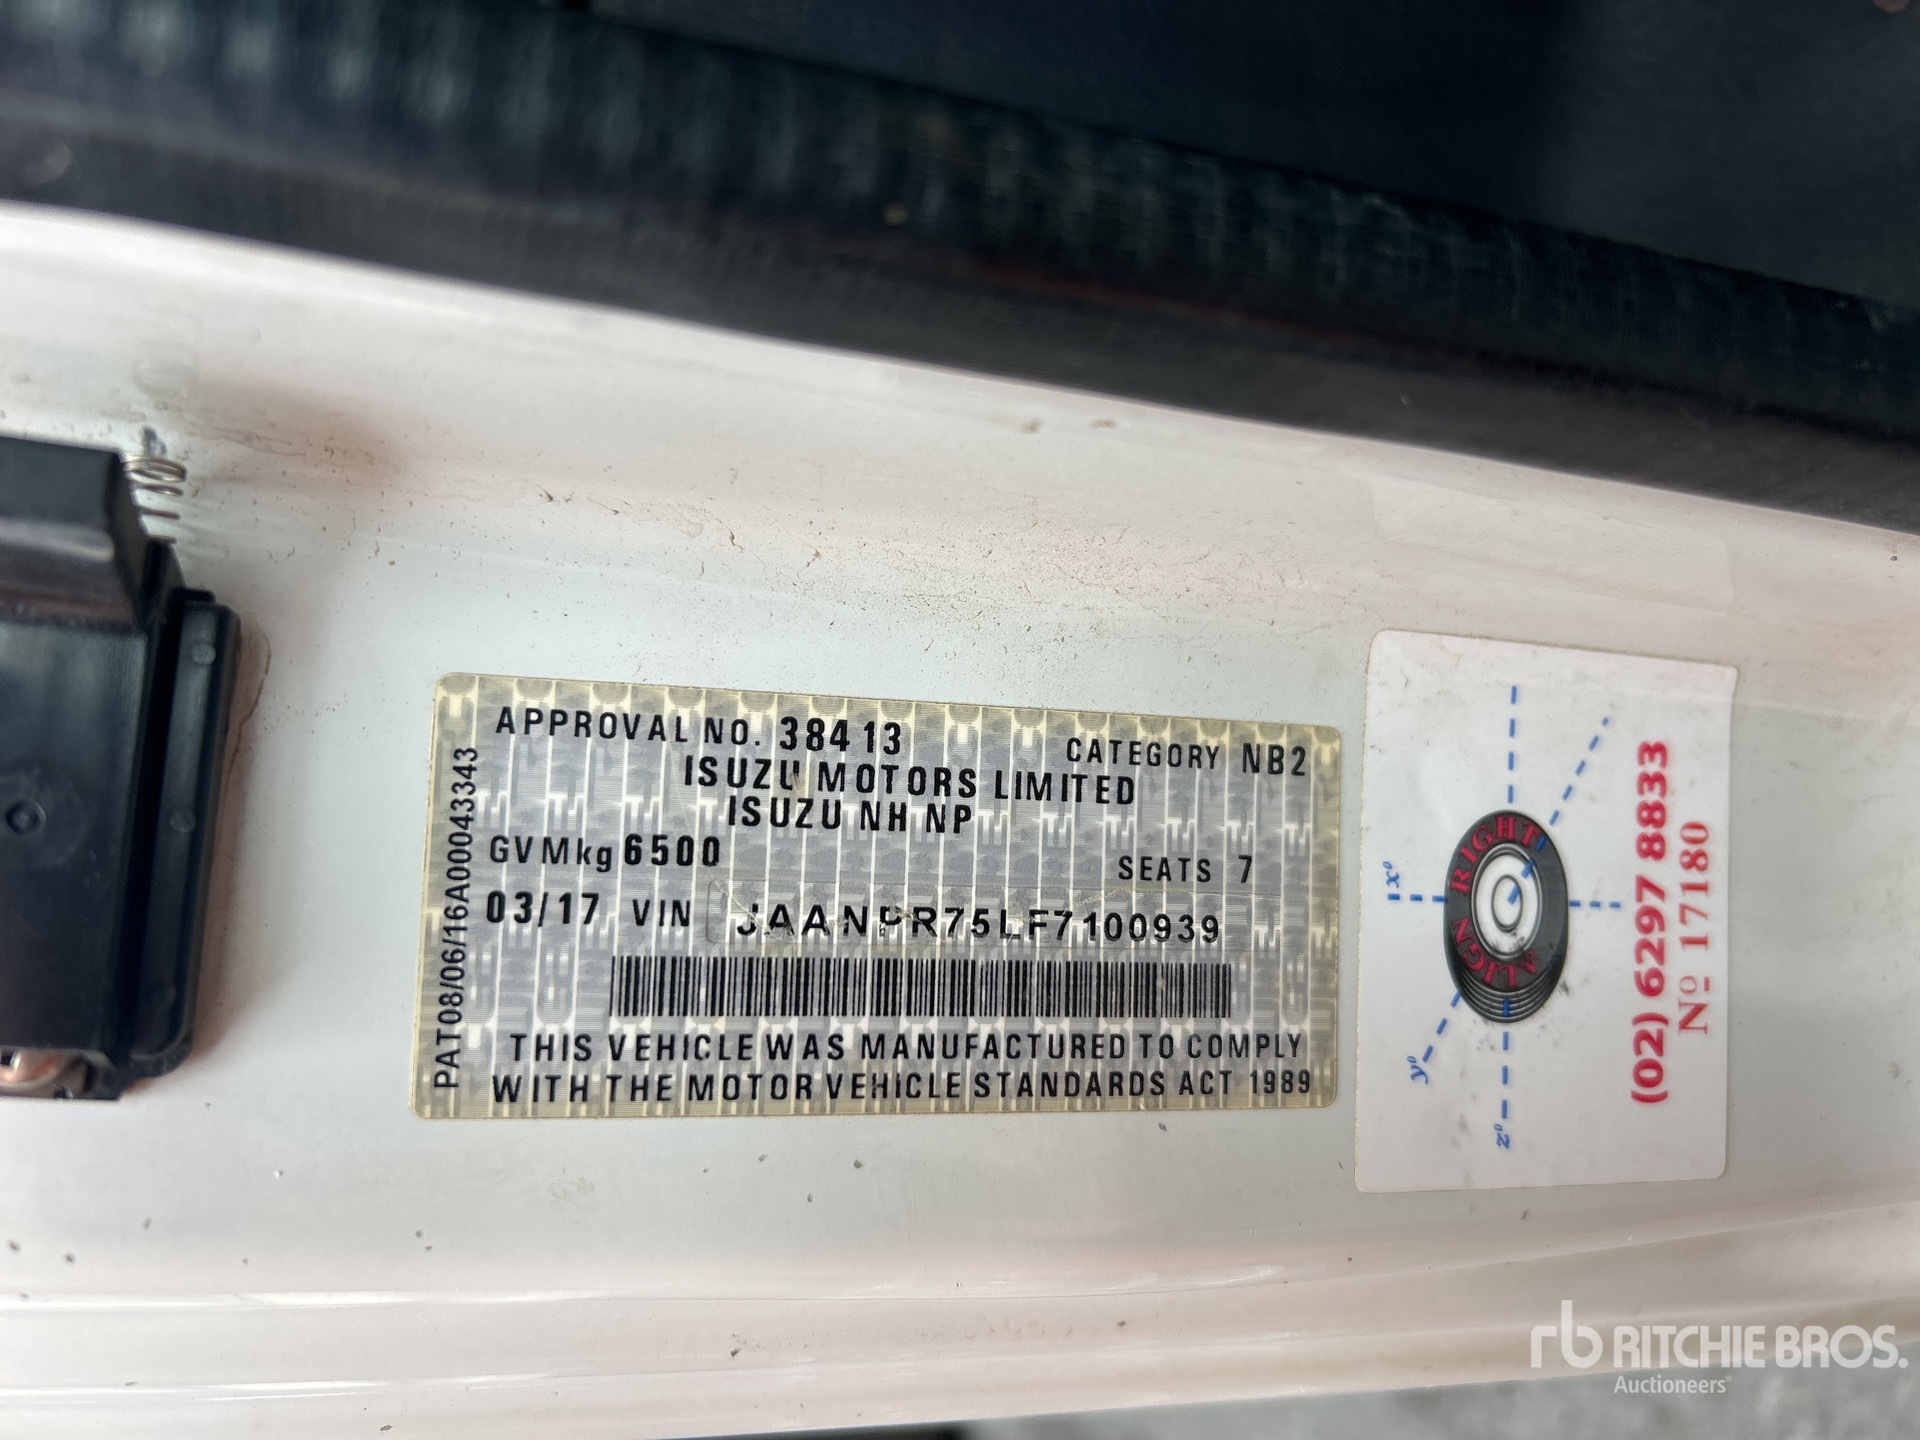 APPROVAL NO. 38413
CATEGORY NB2
ISUZU MOTORS LIMITED
ISUZU NH NP
GVMkg 6500
SEATS 7
03/17 VIN JAANPR75LF7100939
THIS VEHICLE WAS MANUFACTURED TO COMPLY
WITH THE MOTOR VEHICLE STANDARDS ACT 1989
PAT08/06/16A00043343
ALIGN RIGHT
x°
y°
z°
(02) 6297 8833
Nº 17180
rb RITCHIE BROS.
Auctioneers